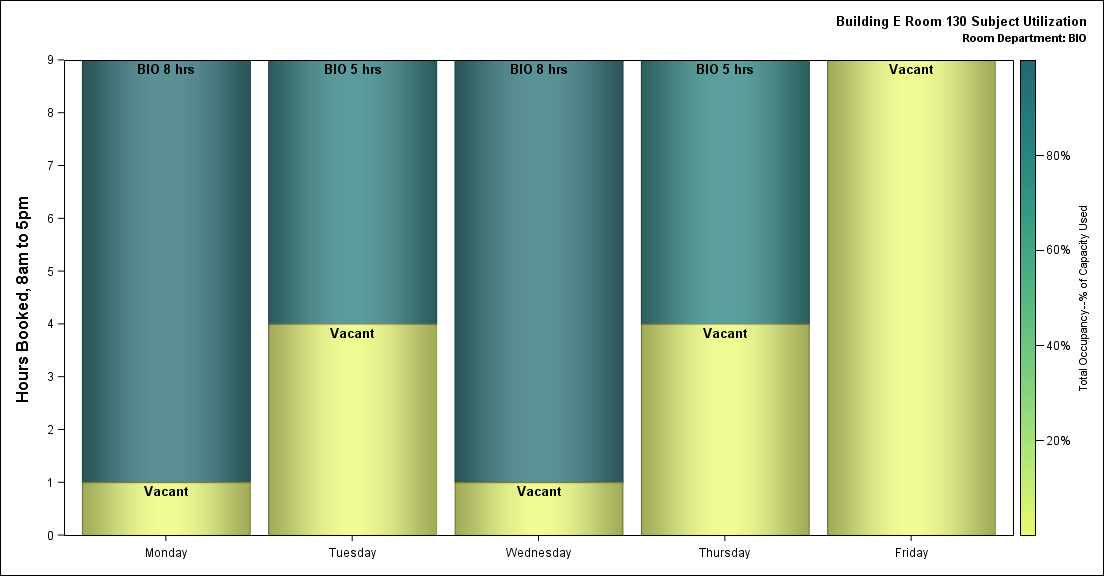 Building E Room 130 Subject Utilization
Room Department: BIO
Hours Booked, 8am to 5pm
9
8
7
6
5
4
3
2
1
0
BIO 8 hrs
BIO 5 hrs
BIO 8 hrs
BIO 5 hrs
Vacant
Vacant
Vacant
Vacant
Vacant
Monday
Tuesday
Wednesday
Thursday
Friday
80%
60%
40%
20%
Total Occupancy--% of Capacity Used